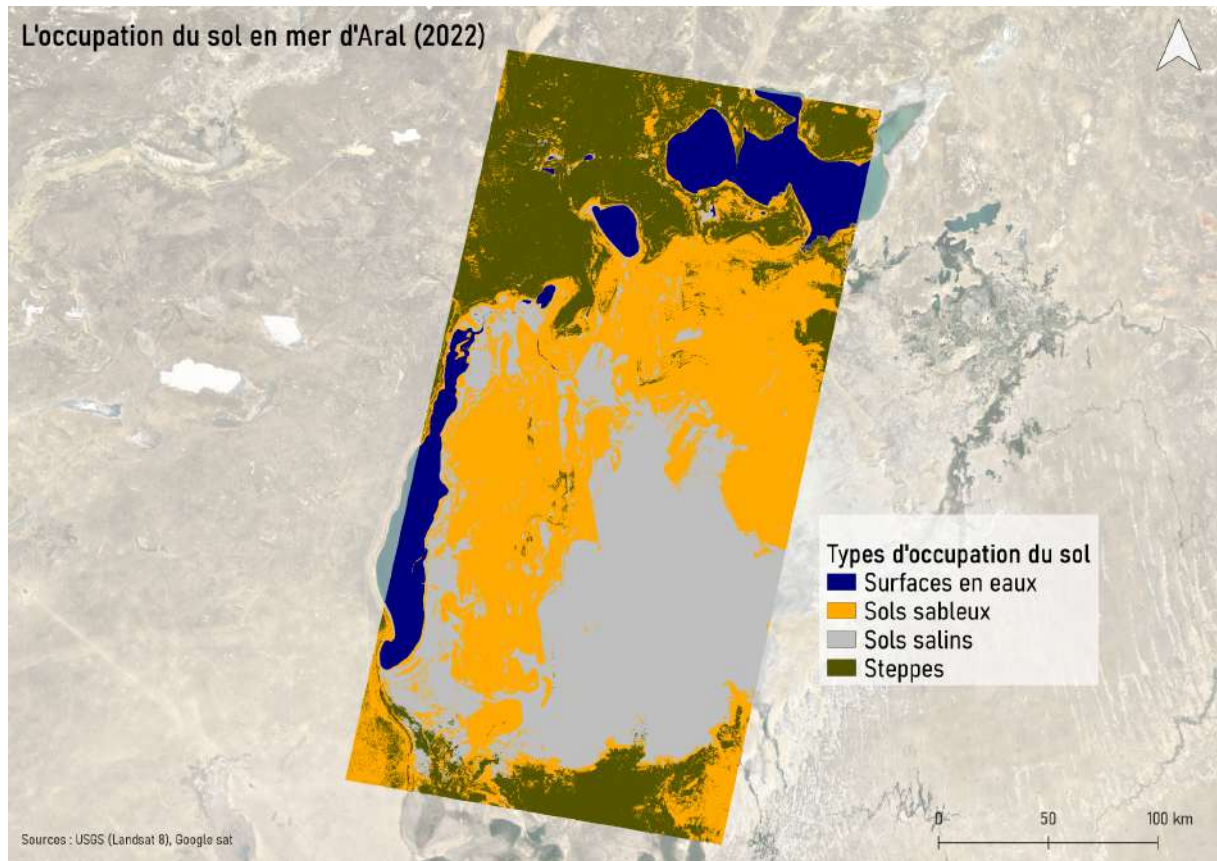 L'occupation du sol en mer d'Aral (2022)
Types d'occupation du sol
Surfaces en eaux
Sols sableux
Sols salins
Steppes
0 50 100 km
Sources : USGS (Landsat 8), Google sat